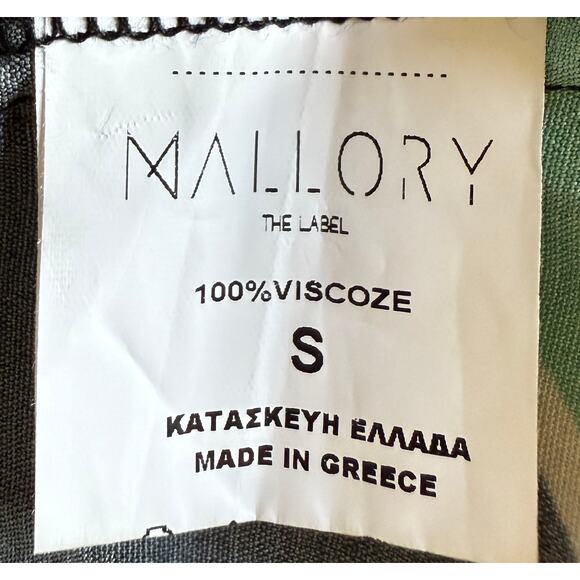 MALLORY
THE LABEL
100%VISCOZE
S
ΚΑΤΑΣΚΕΥΗ ΕΛΛΑΔΑ
MADE IN GREECE